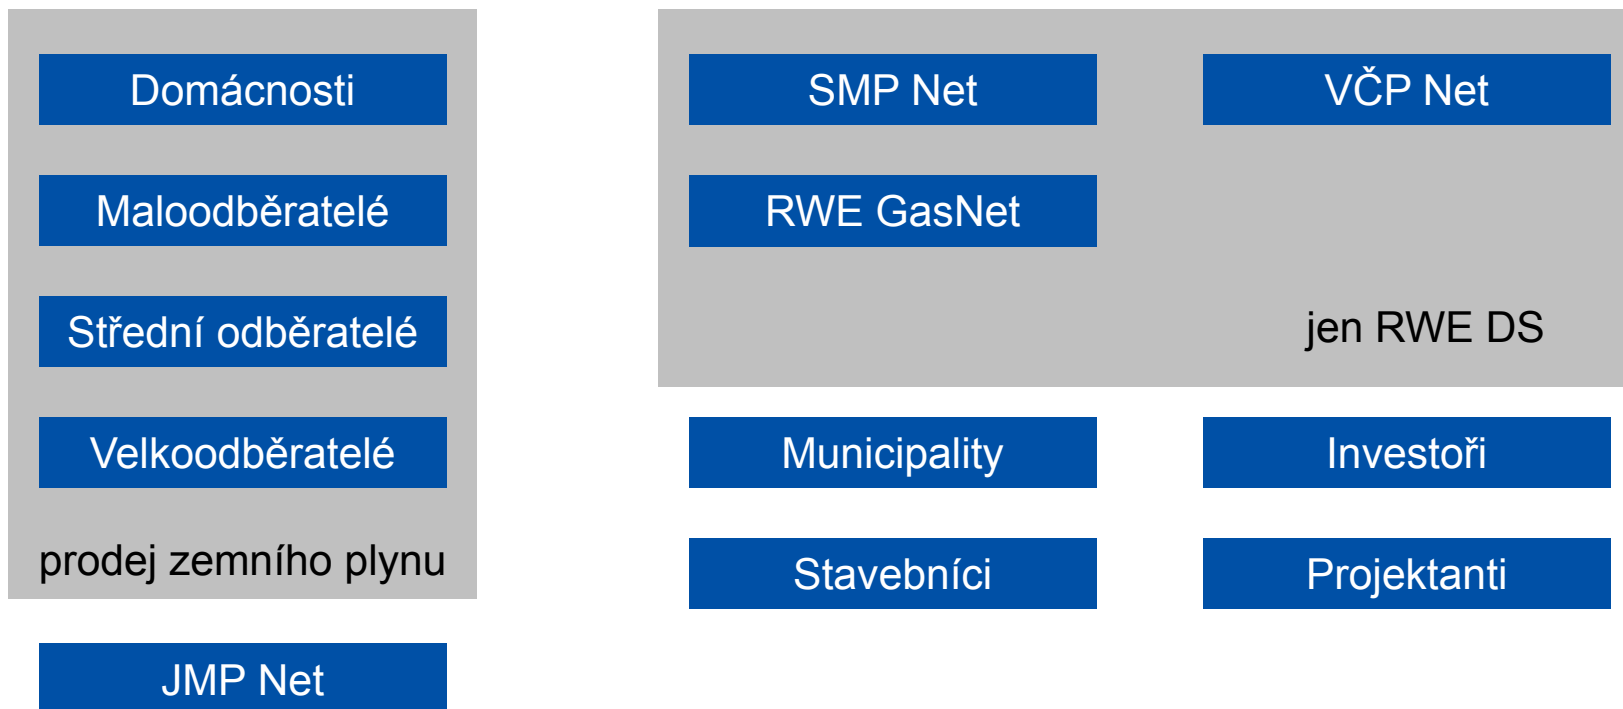 Domácnosti
Maloodběratelé
Střední odběratelé
Velkoodběratelé
prodej zemního plynu
JMP Net
SMP Net
VČP Net
RWE GasNet
jen RWE DS
Municipality
Investoři
Stavebníci
Projektanti